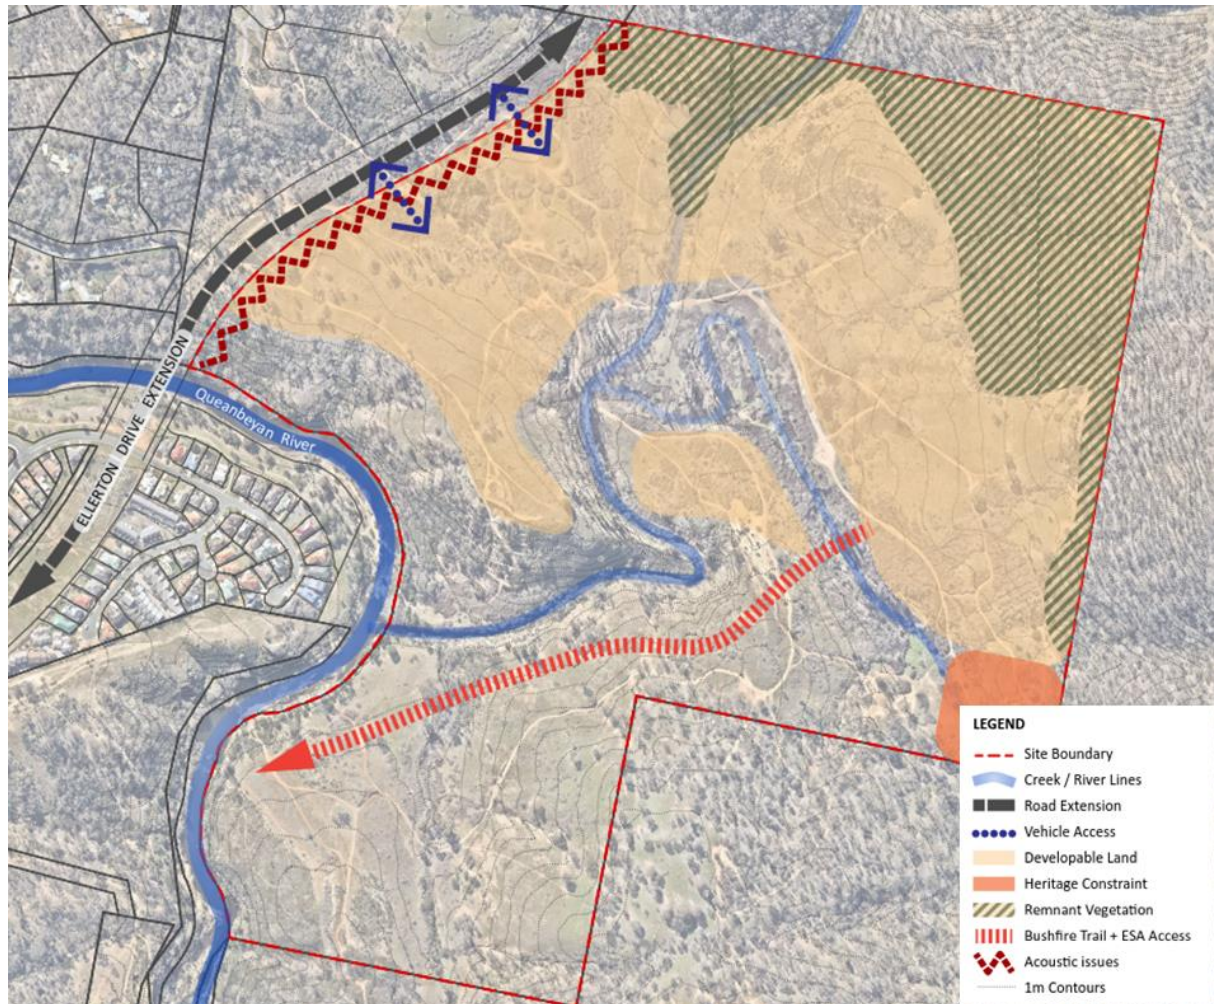 ELLERTON DRIVE EXTENSION
Queanbeyan River
LEGEND
Site Boundary
Creek / River Lines
Road Extension
Vehicle Access
Developable Land
Heritage Constraint
Remnant Vegetation
Bushfire Trail + ESA Access
Acoustic issues
1m Contours